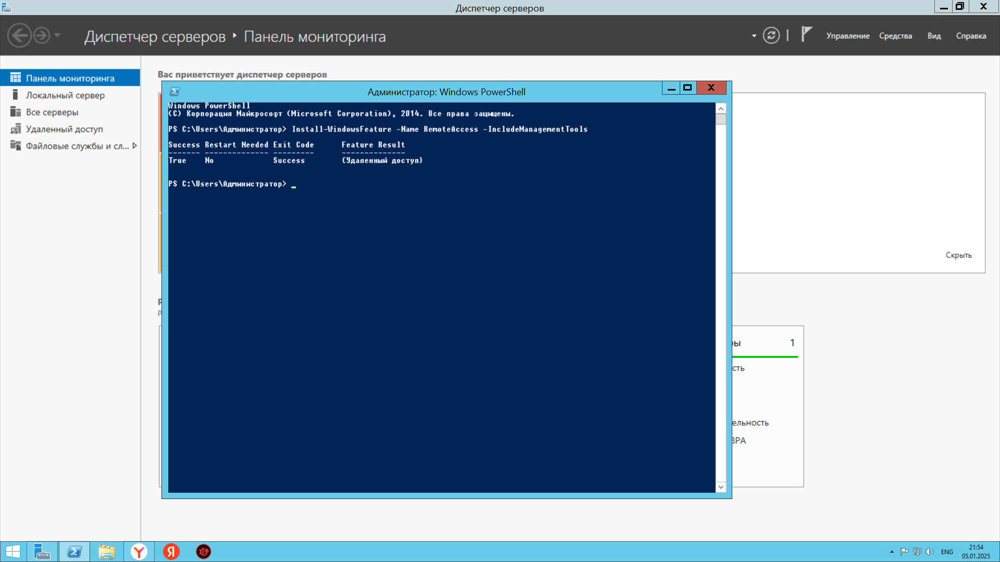 Диспетчер серверов
Диспетчер серверов ‣ Панель мониторинга
Управление Средства Вид Справка
Панель мониторинга
Локальный сервер
Все серверы
Удаленный доступ
Файловые службы и сл...
Вас приветствует диспетчер серверов
Администратор: Windows PowerShell
Windows PowerShell
(C) Корпорация Майкрософт (Microsoft Corporation), 2014. Все права защищены.
PS C:\Users\Администратор> Install-WindowsFeature -Name RemoteAccess -IncludeManagementTools
Success Restart Needed Exit Code Feature Result
------- -------------- --------- --------------
True No Success {Удаленный доступ}
PS C:\Users\Администратор> _
Скрыть
ры 1
сть
ельность
BPA
ENG
21:54
05.01.2025